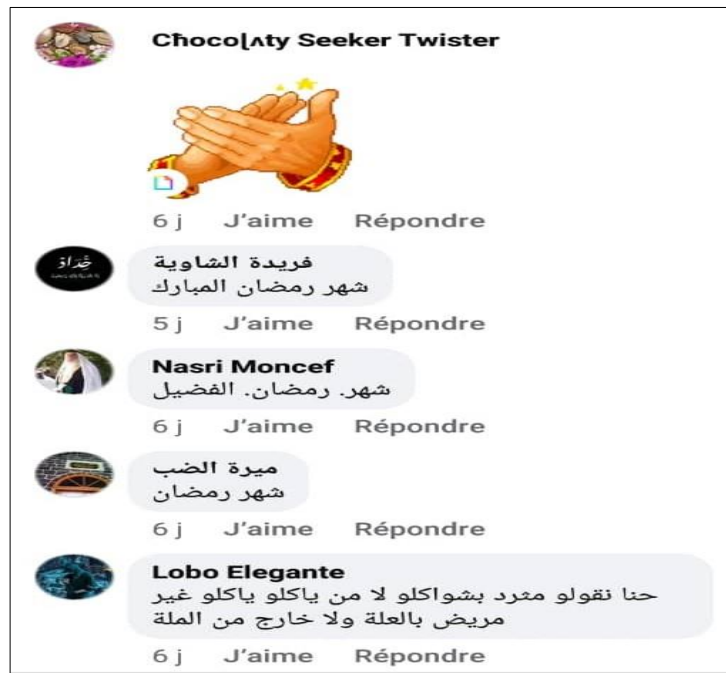 Cħocoɭʌty Seeker Twister
6 j J'aime Répondre
فريدة الشاوية
شهر رمضان المبارك
5 j J'aime Répondre
Nasri Moncef
شهر. رمضان. الفضيل
6 j J'aime Répondre
ميرة الضب
شهر رمضان
6 j J'aime Répondre
Lobo Elegante
حنا نقولو مثرد بشواكلو لا من ياكلو ياكلو غير
مريض بالعلة ولا خارج من الملة
6 j J'aime Répondre